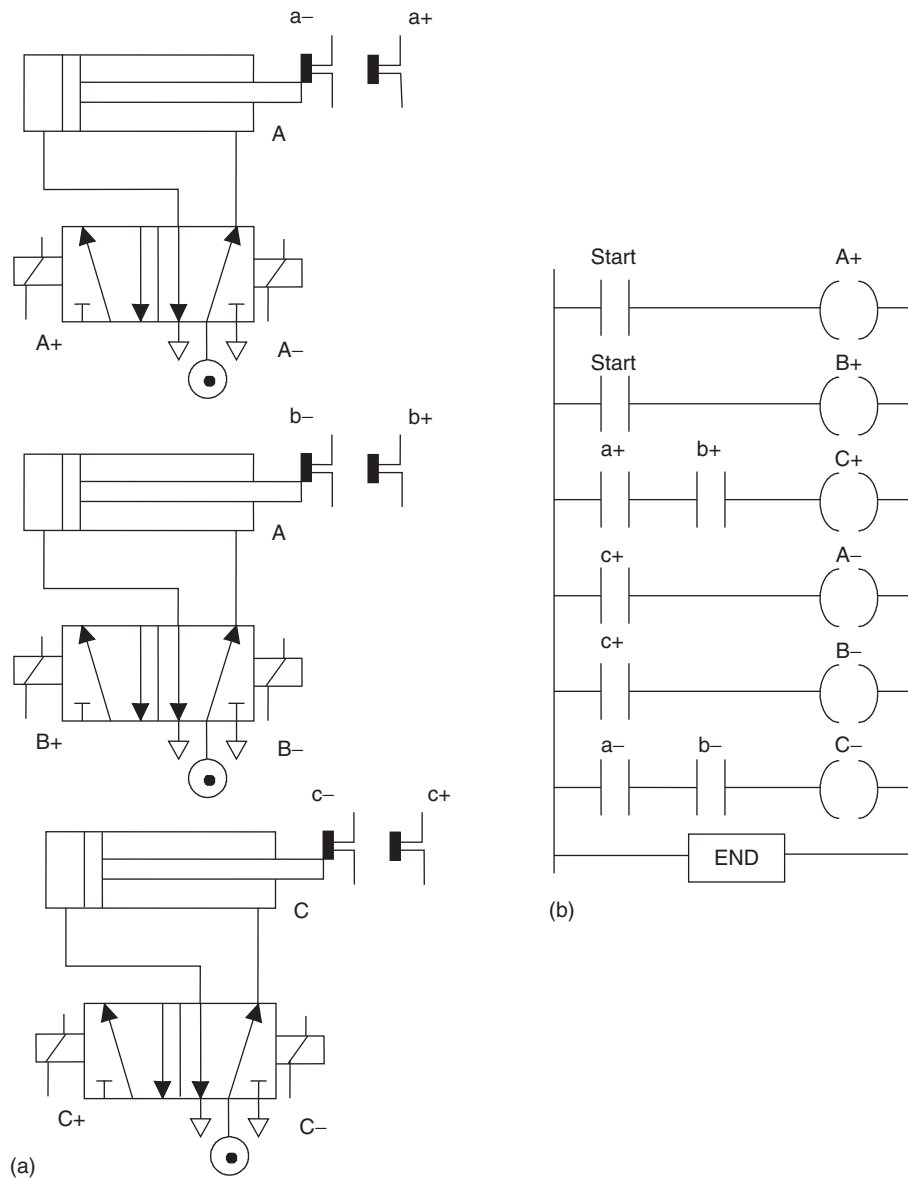 a– a+
A
A+ A–
b– b+
A
B+ B–
c– c+
C
C+ C–
(a)
Start A+
Start B+
a+ b+ C+
c+ A–
c+ B–
a– b– C–
END
(b)